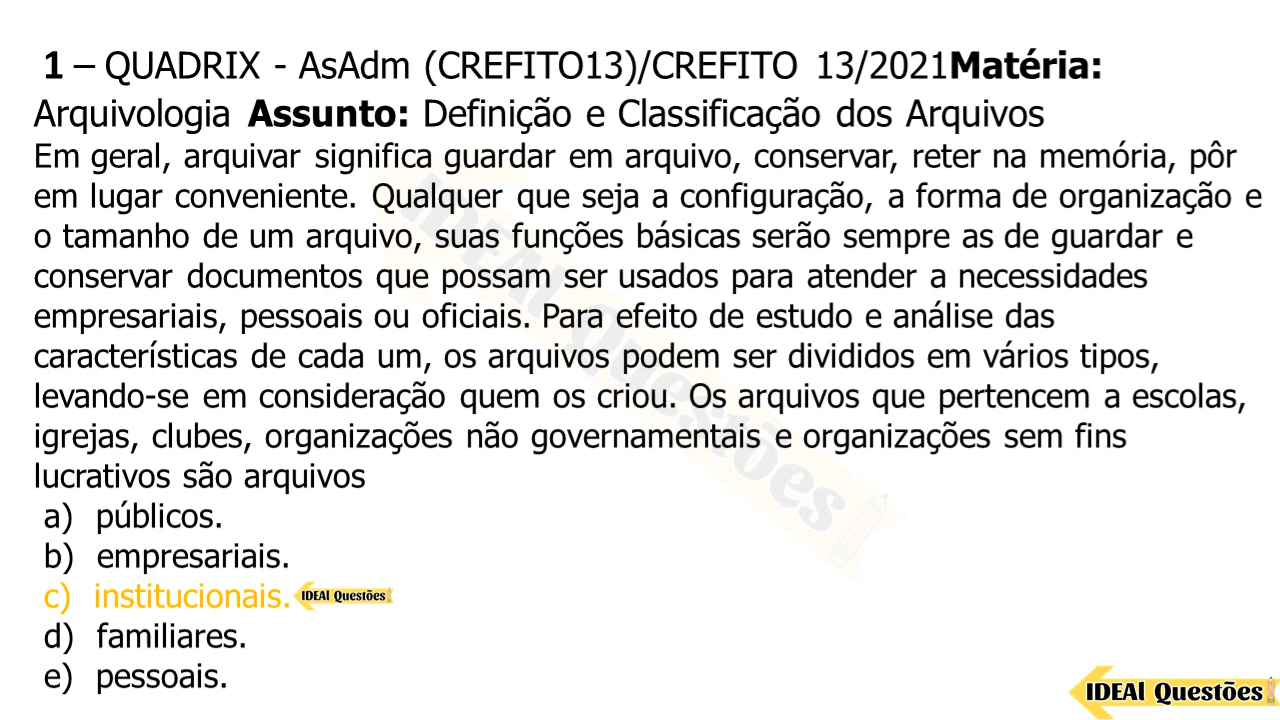 1 – QUADRIX - AsAdm (CREFITO13)/CREFITO 13/2021Matéria:
Arquivologia Assunto: Definição e Classificação dos Arquivos
Em geral, arquivar significa guardar em arquivo, conservar, reter na memória, pôr
em lugar conveniente. Qualquer que seja a configuração, a forma de organização e
o tamanho de um arquivo, suas funções básicas serão sempre as de guardar e
conservar documentos que possam ser usados para atender a necessidades
empresariais, pessoais ou oficiais. Para efeito de estudo e análise das
características de cada um, os arquivos podem ser divididos em vários tipos,
levando-se em consideração quem os criou. Os arquivos que pertencem a escolas,
igrejas, clubes, organizações não governamentais e organizações sem fins
lucrativos são arquivos
a) públicos.
b) empresariais.
c) institucionais. IDEAl Questões
d) familiares.
e) pessoais.
IDEAl Questões
IDEAl Questões